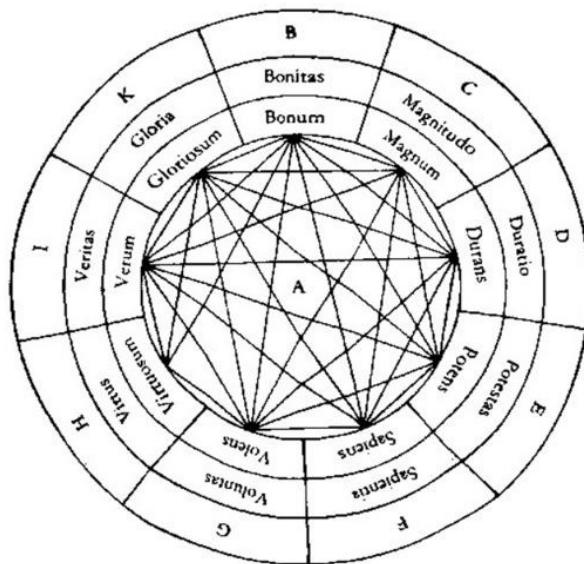 B
Bonitas
Bonum
C
Magnitudo
Magnum
D
Duratio
Durans
E
Potestas
Potens
F
Sapientia
Sapiens
G
Voluntas
Volens
H
Virtus
Virtuosum
I
Veritas
Verum
K
Gloria
Gloriosum
A